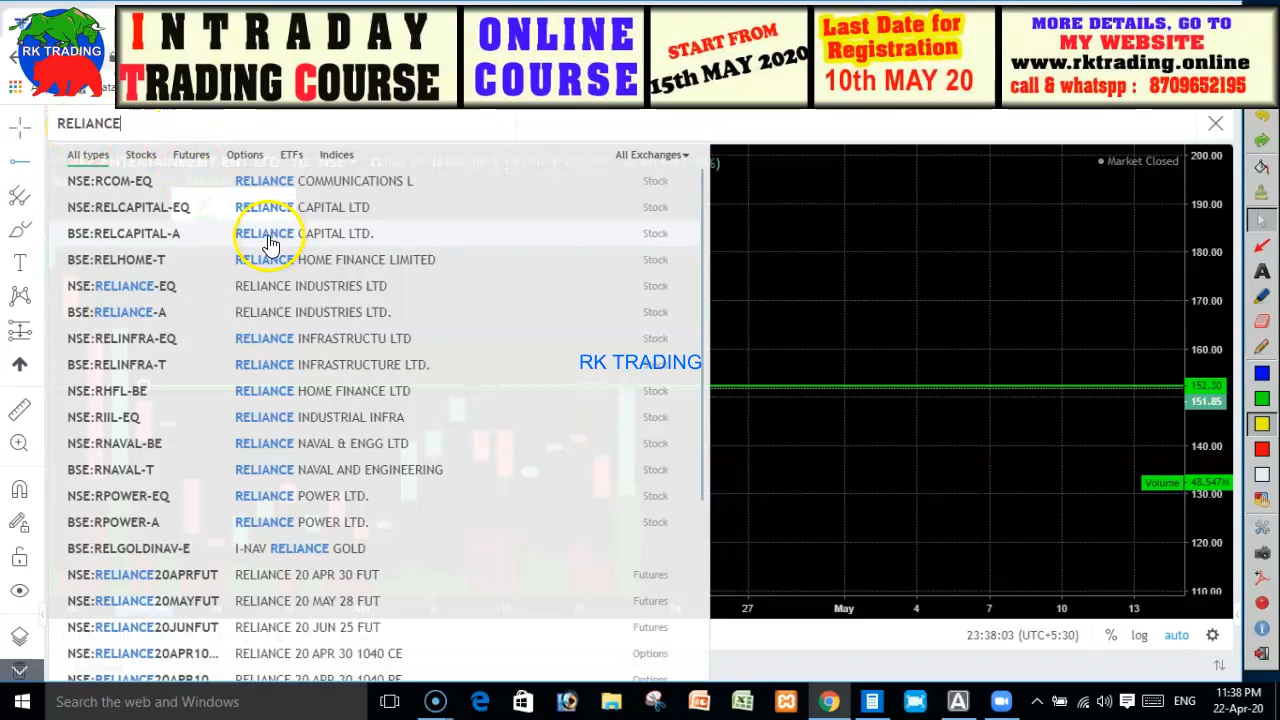 RK TRADING
INTRADAY
TRADING COURSE
ONLINE
COURSE
START FROM
15th MAY 2020
Last Date for
Registration
10th MAY 20
MORE DETAILS, GO TO
MY WEBSITE
www.rktrading.online
call & whatspp : 8709652195
RELIANCE
All types Stocks Futures Options ETFs Indices All Exchanges
Market Closed
NSE:RCOM-EQ RELIANCE COMMUNICATIONS L Stock
NSE:RELCAPITAL-EQ RELIANCE CAPITAL LTD Stock
BSE:RELCAPITAL-A RELIANCE CAPITAL LTD. Stock
BSE:RELHOME-T RELIANCE HOME FINANCE LIMITED Stock
NSE:RELIANCE-EQ RELIANCE INDUSTRIES LTD Stock
BSE:RELIANCE-A RELIANCE INDUSTRIES LTD. Stock
NSE:RELINFRA-EQ RELIANCE INFRASTRUCTU LTD Stock
BSE:RELINFRA-T RELIANCE INFRASTRUCTURE LTD.
RK TRADING
NSE:RHFL-BE RELIANCE HOME FINANCE LTD Stock
NSE:RIIL-EQ RELIANCE INDUSTRIAL INFRA Stock
NSE:RNAVAL-BE RELIANCE NAVAL & ENGG LTD Stock
BSE:RNAVAL-T RELIANCE NAVAL AND ENGINEERING Stock
NSE:RPOWER-EQ RELIANCE POWER LTD. Stock
BSE:RPOWER-A RELIANCE POWER LTD. Stock
BSE:RELGOLDINAV-E I-NAV RELIANCE GOLD
NSE:RELIANCE20APRFUT RELIANCE 20 APR 30 FUT Futures
NSE:RELIANCE20MAYFUT RELIANCE 20 MAY 28 FUT Futures
NSE:RELIANCE20JUNFUT RELIANCE 20 JUN 25 FUT Futures
NSE:RELIANCE20APR10... RELIANCE 20 APR 30 1040 CE Options
200.00
190.00
180.00
170.00
160.00
152.30
151.85
140.00
Volume 48.547M
130.00
120.00
110.00
27 May 4 7 10 13
23:38:03 (UTC+5:30) % log auto
Search the web and Windows
ENG
11:38 PM
22-Apr-20